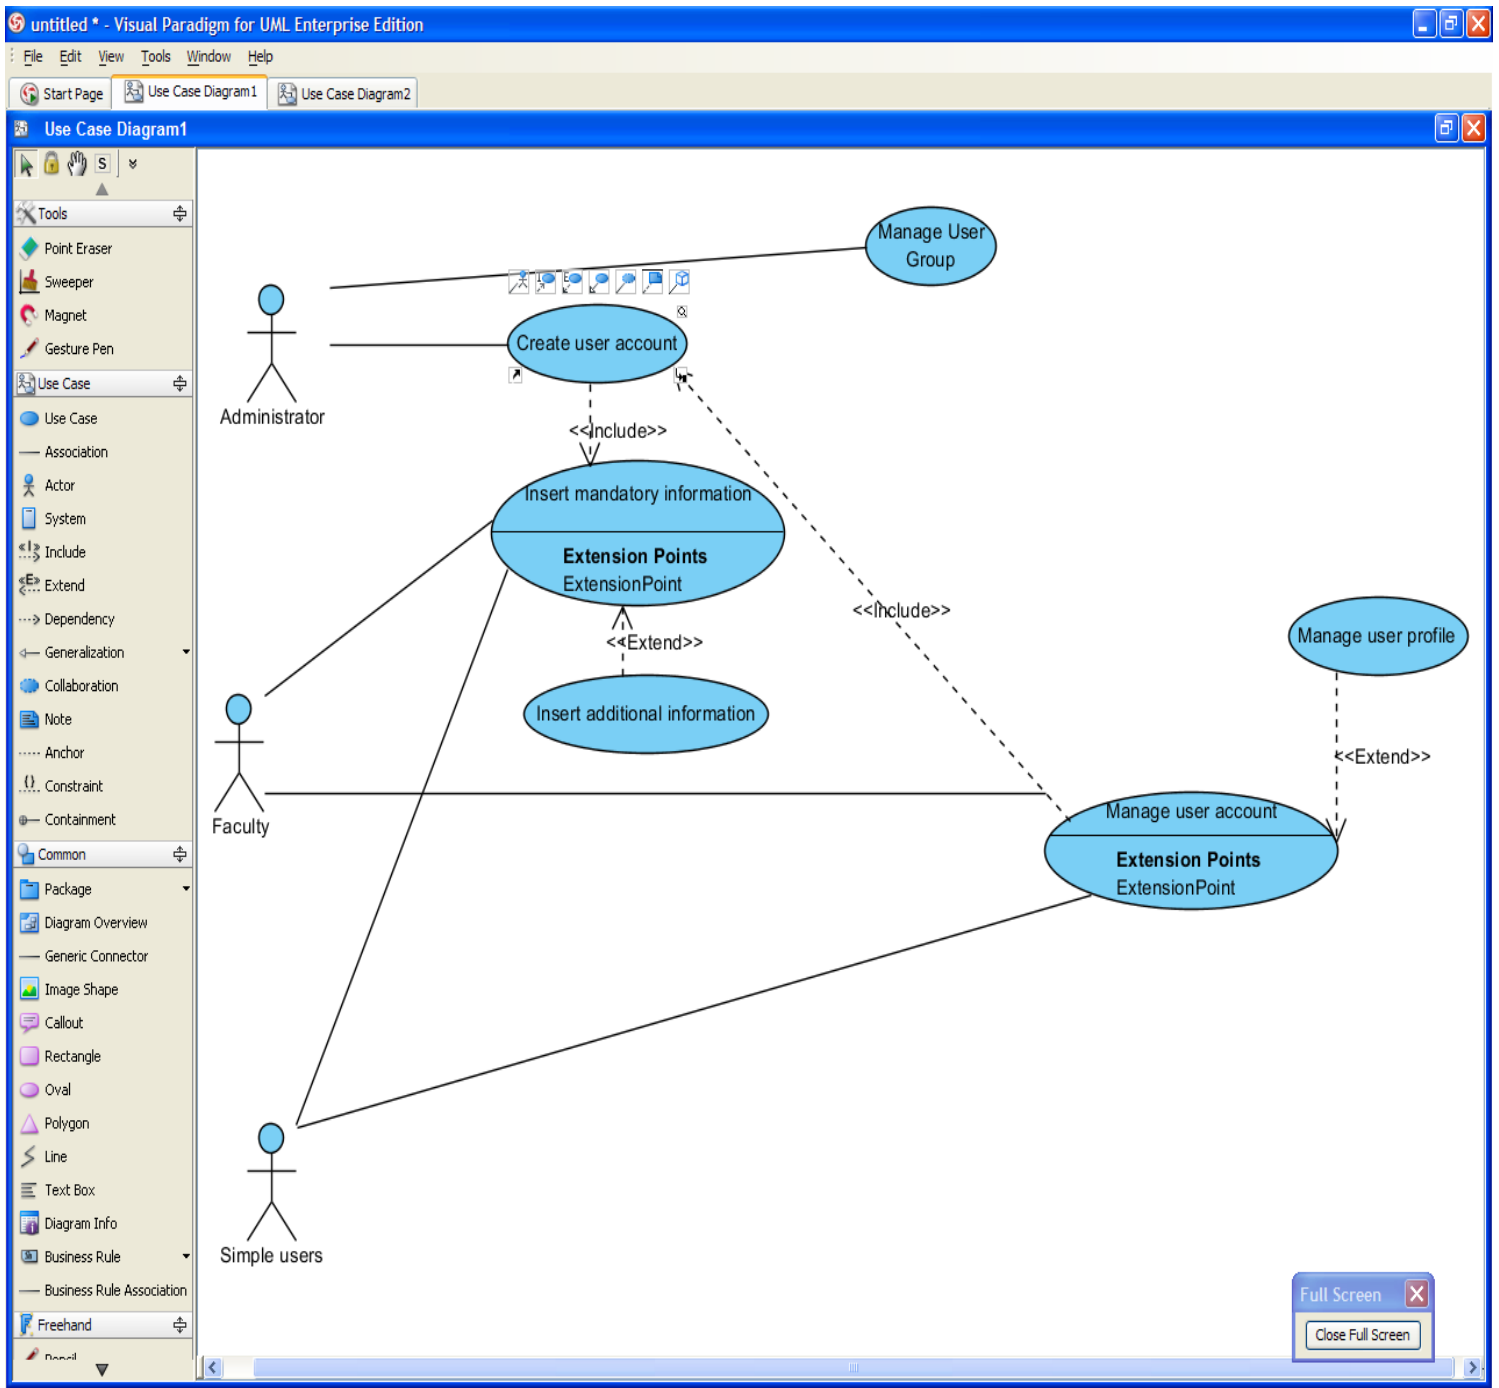 untitled * - Visual Paradigm for UML Enterprise Edition
File Edit View Tools Window Help
Start Page
Use Case Diagram1
Use Case Diagram2
Use Case Diagram1
S
Tools
Point Eraser
Sweeper
Magnet
Gesture Pen
Use Case
Use Case
Association
Actor
System
Include
Extend
Dependency
Generalization
Collaboration
Note
Anchor
Constraint
Containment
Common
Package
Diagram Overview
Generic Connector
Image Shape
Callout
Rectangle
Oval
Polygon
Line
Text Box
Diagram Info
Business Rule
Business Rule Association
Freehand
Pencil
Manage User
Group
Create user account
Administrator
<<Include>>
Insert mandatory information
Extension Points
ExtensionPoint
<<Extend>>
Insert additional information
<<Include>>
Manage user profile
<<Extend>>
Faculty
Manage user account
Extension Points
ExtensionPoint
Simple users
Full Screen
Close Full Screen